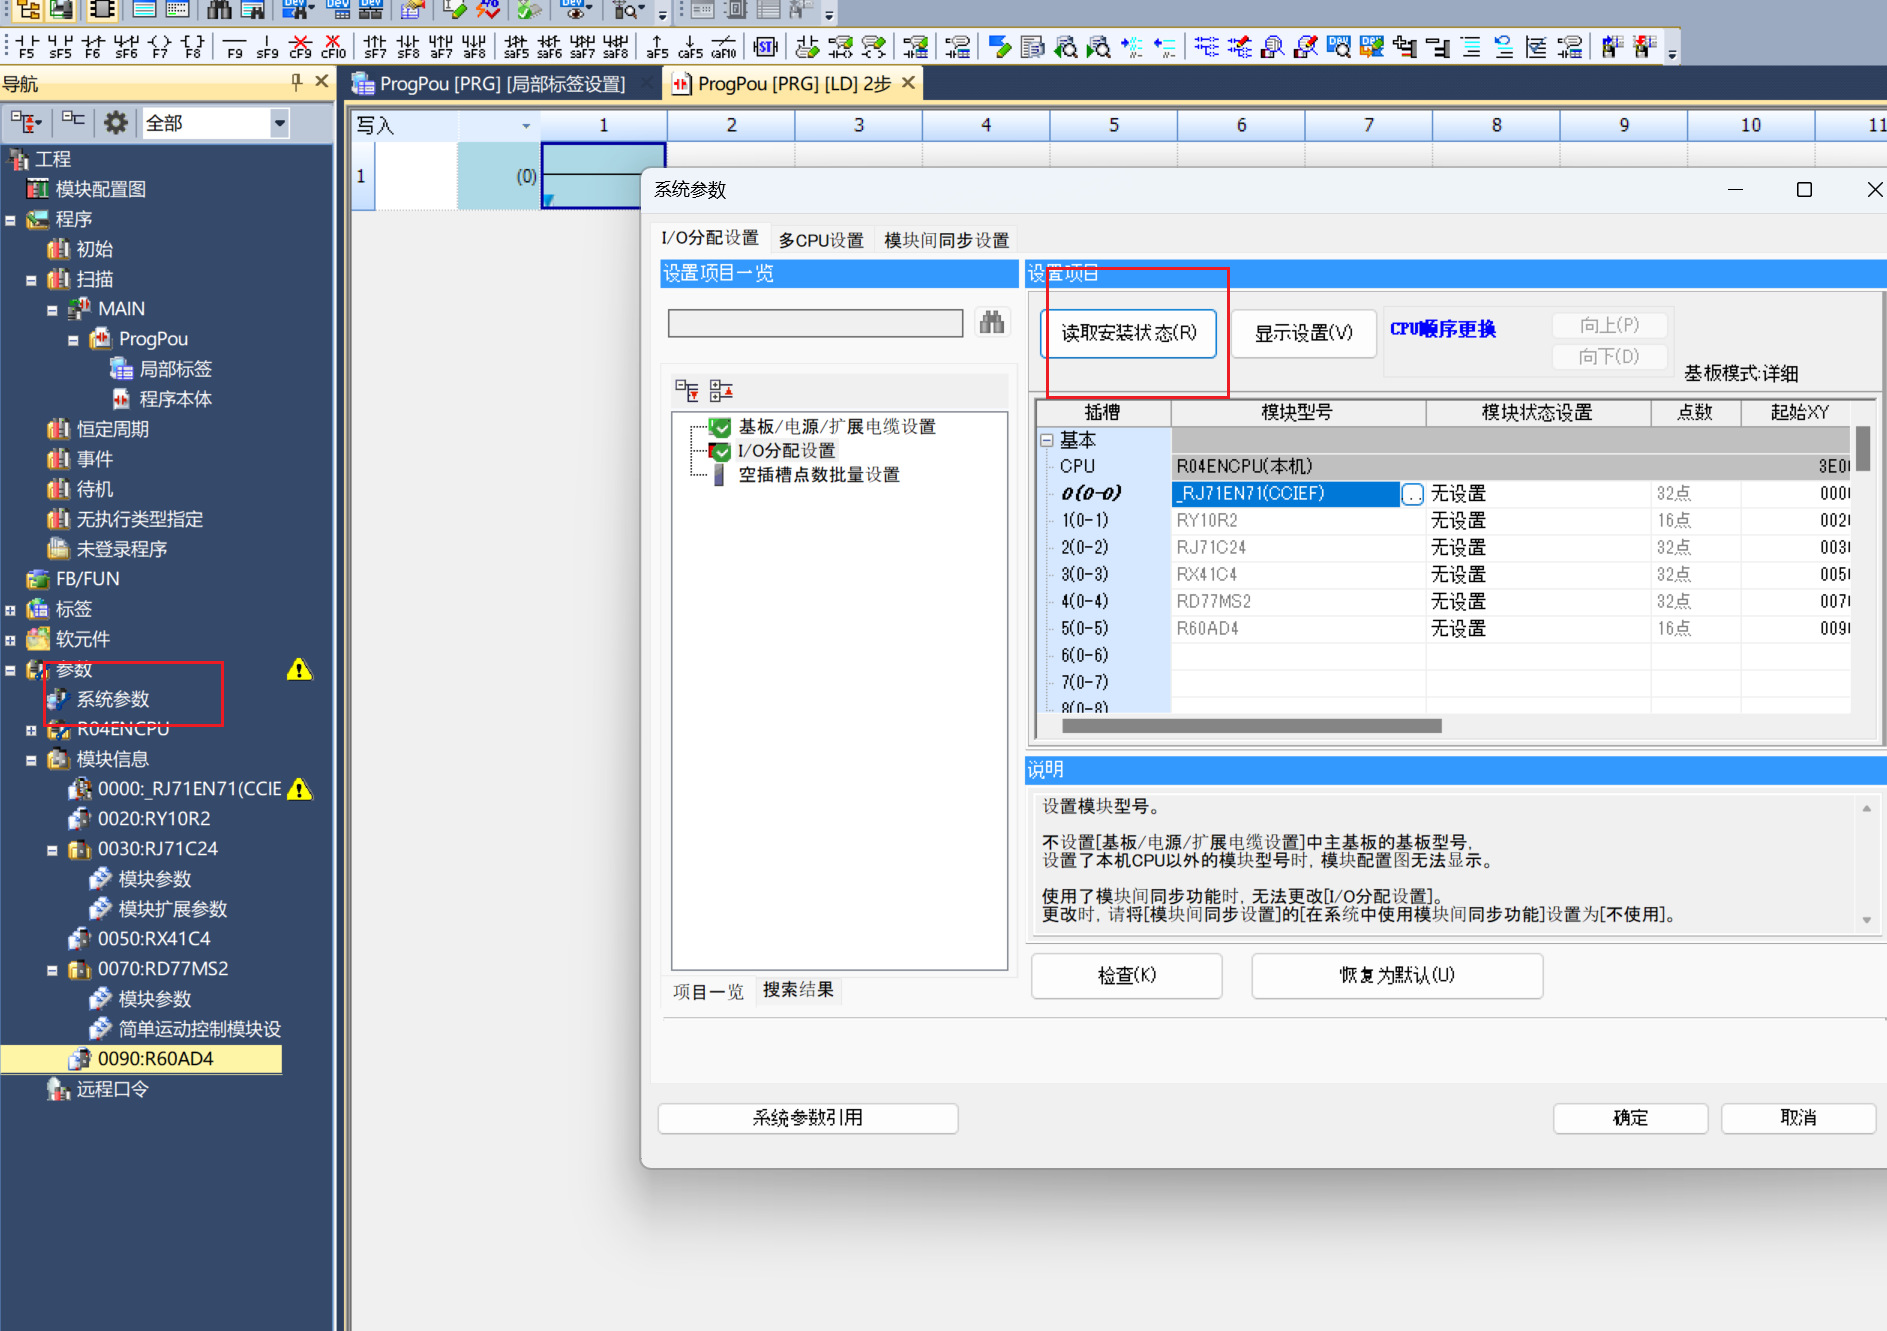 F5 sF5 F6 sF6 F7 F8 F9 sF9 cF9 cF10 sF7 sF8 aF7 aF8 saF5 saF6 saF7 saF8 aF5 caF5 caF10
导航
ProgPou [PRG] [局部标签设置]
ProgPou [PRG] [LD] 2步
全部
写入 1 2 3 4 5 6 7 8 9 10 11
1 (0)
工程
模块配置图
程序
初始
扫描
MAIN
ProgPou
局部标签
程序本体
恒定周期
事件
待机
无执行类型指定
未登录程序
FB/FUN
标签
软元件
参数
系统参数
R04ENCPU
模块信息
0000:_RJ71EN71(CCIE
0020:RY10R2
0030:RJ71C24
模块参数
模块扩展参数
0050:RX41C4
0070:RD77MS2
模块参数
简单运动控制模块设
0090:R60AD4
远程口令
系统参数
I/O分配设置 多CPU设置 模块间同步设置
设置项目一览
基板/电源/扩展电缆设置
I/O分配设置
空插槽点数批量设置
项目一览 搜索结果
设置项目
读取安装状态(R) 显示设置(V) CPU顺序更换 向上(P)
向下(D)
基板模式:详细
插槽 模块型号 模块状态设置 点数 起始XY
基本
CPU R04ENCPU(本机) 3E0
0(0-0) _RJ71EN71(CCIEF) ... 无设置 32点 000
1(0-1) RY10R2 无设置 16点 002
2(0-2) RJ71C24 无设置 32点 003
3(0-3) RX41C4 无设置 32点 005
4(0-4) RD77MS2 无设置 32点 007
5(0-5) R60AD4 无设置 16点 009
6(0-6)
7(0-7)
8(0-8)
说明
设置模块型号。
不设置[基板/电源/扩展电缆设置]中主基板的基板型号,
设置了本机CPU以外的模块型号时, 模块配置图无法显示。
使用了模块间同步功能时, 无法更改[I/O分配设置]。
更改时, 请将[模块间同步设置]的[在系统中使用模块间同步功能]设置为[不使用]。
检查(K) 恢复为默认(U)
系统参数引用 确定 取消